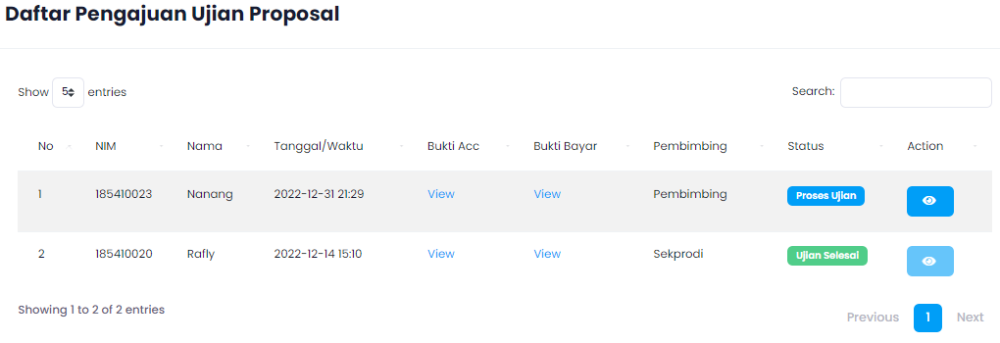 Daftar Pengajuan Ujian Proposal
Show 5 entries Search:
No NIM Nama Tanggal/Waktu Bukti Acc Bukti Bayar Pembimbing Status Action
1 185410023 Nanang 2022-12-31 21:29 View View Pembimbing Proses Ujian
2 185410020 Rafly 2022-12-14 15:10 View View Sekprodi Ujian Selesai
Showing 1 to 2 of 2 entries Previous 1 Next